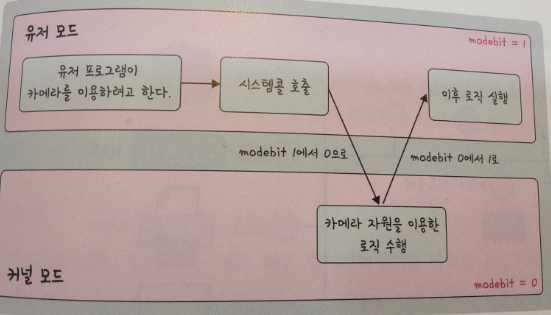 유저 모드
modebit = 1
유저 프로그램이
카메라를 이용하려고 한다.
시스템콜 호출
이후 로직 실행
modebit 1에서 0으로
modebit 0에서 1로
카메라 자원을 이용한
로직 수행
커널 모드
modebit = 0